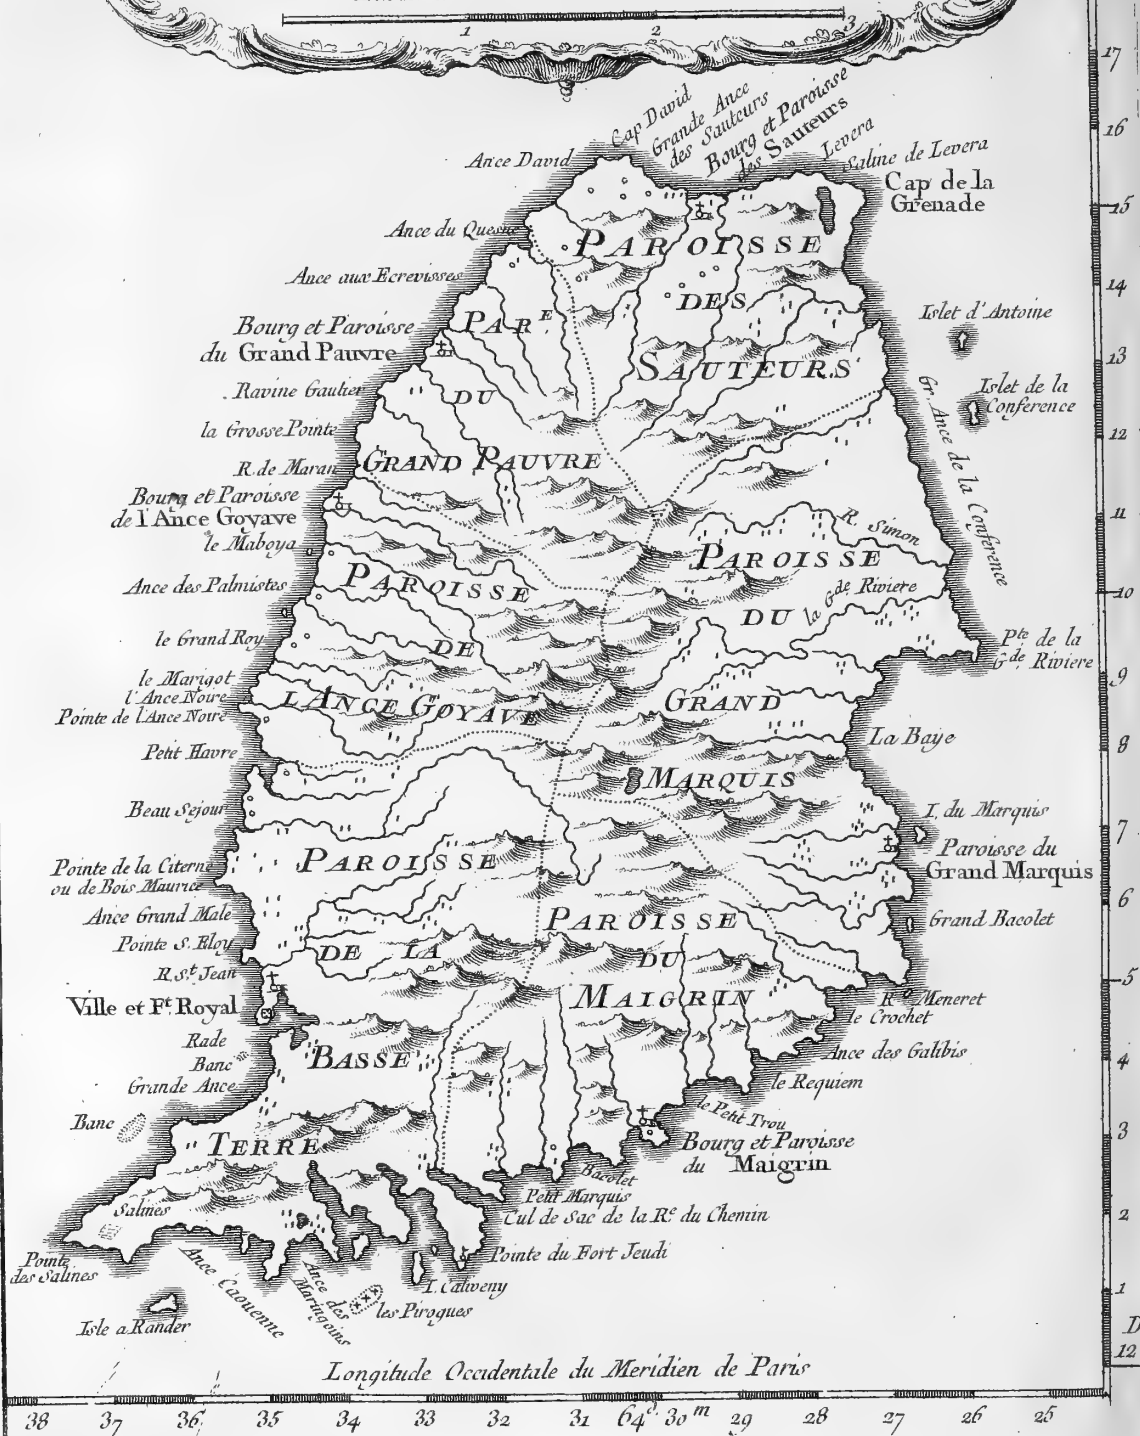 1
2
3
Cap David
Grande Ance
des Sauteurs
Bourg et Paroisse
des Sauteurs
Levera
Saline de Levera
Cap de la
Grenade
Ance David
Ance du Quesne
Ance aux Ecrevisses
Bourg et Paroisse
du Grand Pauvre
Ravine Gautier
la Grosse Pointe
R. de Maran
Bourg et Paroisse
de l'Ance Goyave
le Maboya
Ance des Palmistes
le Grand Roy
le Marigot
l'Ance Noire
Pointe de l'Ance Noire
Petit Havre
Beau Sejour
Pointe de la Citerne
ou de Bois Maurice
Ance Grand Male
Pointe S. Eloy
R. St. Jean
Ville et Ft. Royal
Rade
Banc
Grande Ance
Banc
Salines
Pointe
des Salines
Isle a Rander
Ance Caouenne
Ance des
Maringoins
les Pirogues
I. Caliveny
Pointe du Fort Jeudi
Cul de Sac de la Re. du Chemin
Petit Marquis
Bacolet
Bourg et Paroisse
du Maigrin
le Petit Trou
le Requiem
Ance des Galibis
le Crochet
Meneret
Grand Bacolet
Paroisse du
Grand Marquis
I. du Marquis
La Baye
Pte de la
Gde Riviere
Gr. Ance de la Conference
Islet de la
Conference
Islet d'Antoine
PAROISSE
DES
SAUTEURS
PARE
DU
GRAND PAUVRE
PAROISSE
DE
L'ANCE GOYAVE
R. Simon
PAROISSE
DU
la Gde Riviere
GRAND
MARQUIS
PAROISSE
DE LA
BASSE
TERRE
PAROISSE
DU
MAIGRIN
17
16
15
14
13
12
11
10
9
8
7
6
5
4
3
2
1
D
12
Longitude Occidentale du Meridien de Paris
38 37 36 35 34 33 32 31 64d. 30m 29 28 27 26 25